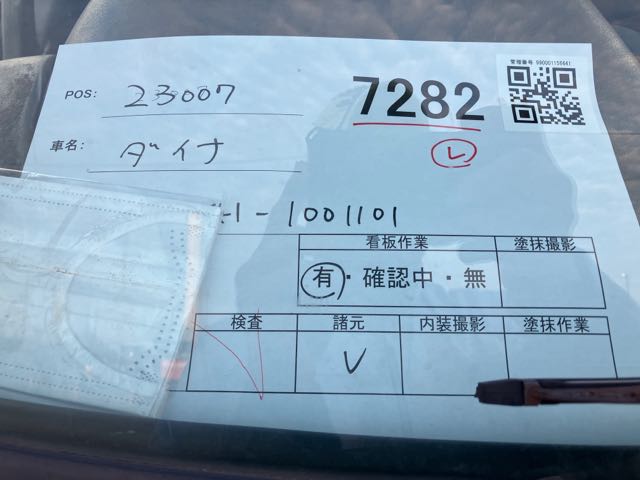 管理番号 990001156641
POS: 23007
7282
車名: ダイナ
レ
1-1001101
看板作業 塗抹撮影
有・確認中・無
検査 諸元 内装撮影 塗抹作業
V